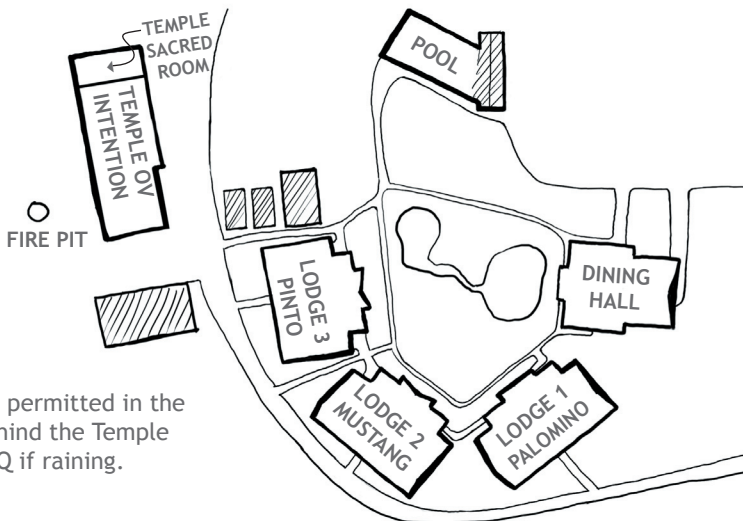 TEMPLE
SACRED
ROOM
POOL
TEMPLE OV
INTENTION
FIRE PIT
LODGE 3
PINTO
DINING
HALL
LODGE 2
MUSTANG
LODGE 1
PALOMINO
permitted in the
hind the Temple
Q if raining.